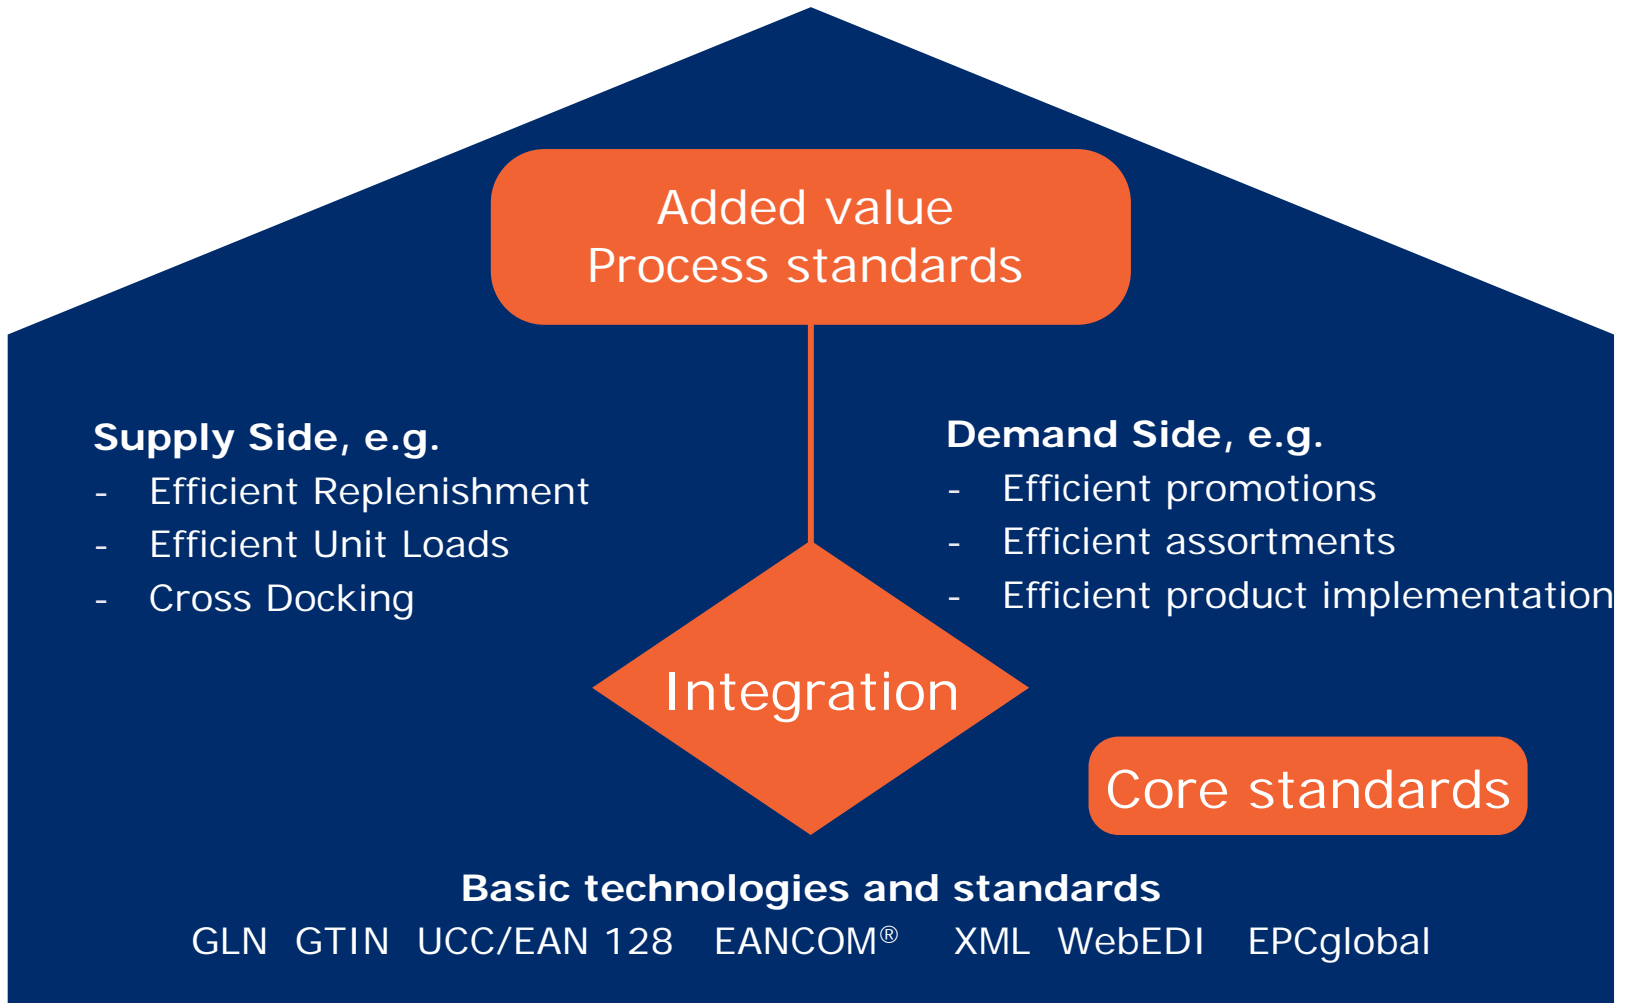 Added value
Process standards
Supply Side, e.g.
- Efficient Replenishment
- Efficient Unit Loads
- Cross Docking
Demand Side, e.g.
- Efficient promotions
- Efficient assortments
- Efficient product implementation
Integration
Core standards
Basic technologies and standards
GLN GTIN UCC/EAN 128 EANCOM® XML WebEDI EPCglobal